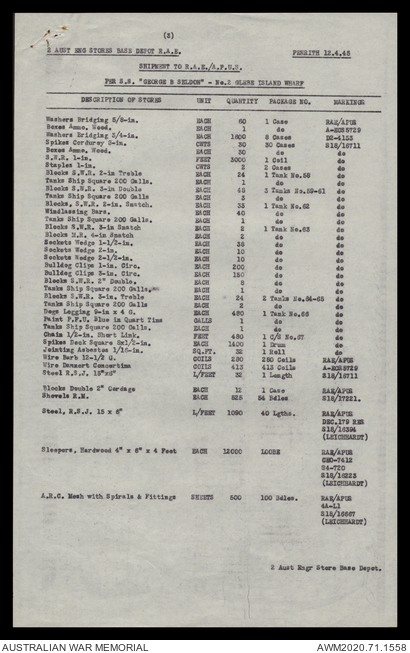 (3)
2 AUST ENG STORES BASE DEPOT R.A.E. PENRITH 12.4.45
SHIPMENT TO R.A.E./A.P.U.S.
PER S.S. "GEORGE B SELDON" - No.2 GLEBE ISLAND WHARF
DESCRIPTION OF STORES UNIT QUANTITY PACKAGE NO. MARKINGS
Washers Bridging 5/8-in. EACH 60 1 Case RAE/APUS
Boxes Ammo, Wood. EACH 1 do A-EOS5729
Washers Bridging 3/4-in. EACH 1800 8 Cases DZ-4153
Spikes Corduroy 8-in. CWTS 30 30 Cases S18/16711
Boxes Ammo, Wood. EACH 30 do do
S.W.R. 1-in. FEET 3000 1 Coil do
Staples 1-in. CWTS 2 2 Cases do
Blocks S.W.R. 2-in Treble EACH 24 1 Tank No.58 do
Tanks Ship Square 200 Galls. EACH 1 do do
Blocks S.W.R. 3-in Double EACH 48 3 Tanks No.59-61 do
Tanks Ship Square 200 Galls EACH 3 do do
Blocks, S.W.R. 2-in. Snatch. EACH 33 1 Tank No.62 do
Windlassing Bars. EACH 40 do do
Tanks Ship Square 200 Galls. EACH 1 do do
Blocks S.W.R. 3-in Snatch EACH 2 1 Tank No.63 do
Blocks M.R. 4-in Snatch EACH 2 do do
Sockets Wedge 1-1/2-in. EACH 35 do do
Sockets Wedge 2-in. EACH 10 do do
Sockets Wedge 2-1/2-in. EACH 10 do do
Bulldog Clips 1-in. Circ. EACH 200 do do
Bulldog Clips 3-in. Circ. EACH 150 do do
Blocks S.W.R. 2" Double. EACH 8 do do
Tanks Ship Square 200 Galls. EACH 1 do do
Blocks S.W.R. 3-in. Treble EACH 24 2 Tanks No.64-65 do
Tanks Ship Square 200 Galls EACH 2 do do
Dogs Logging 9-in x 4 G. EACH 480 1 Tank No.66 do
Paint P.F.U. Blue in Quart Tins GALLS 1 do do
Tanks Ship Square 200 Galls. EACH 1 do do
Chain 1/2-in. Short Link. FEET 480 1 C/S No.67 do
Spikes Deck Square 8x1/2-in. EACH 1400 1 Drum do
Jointing Asbestos 1/16-in. SQ.FT. 32 1 Roll do
Wire Barb 12-1/2 G. COILS 280 280 Coils RAE/APUS
Wire Dannert Concertina COILS 413 413 Coils A-EOS5729
Steel R.S.J. 15"x6" L/FEET 32 1 Length S18/16711
Blocks Double 2" Cordage EACH 12 1 Case RAE/APUS
Shovels R.M. EACH 325 54 Bdles. S18/17221.
Steel, R.S.J. 15 x 6" L/FEET 1090 40 Lgths. RAE/APUS
DEC.179 RES
S18/16394
(LEICHHARDT)
Sleepers, Hardwood 4" x 6" x 4 Feet EACH 12000 LOOSE RAE/APUS
GEO-7412
S4-7IO
S18/16223
(LEICHHARDT)
A.R.C. Mesh with Spirals & Fittings SHEETS 500 100 Bdles. RAE/APUS
4A-L1
S18/16667
(LEICHHARDT)
2 Aust Engr Store Base Depot.
AUSTRALIAN WAR MEMORIAL AWM2020.71.1558